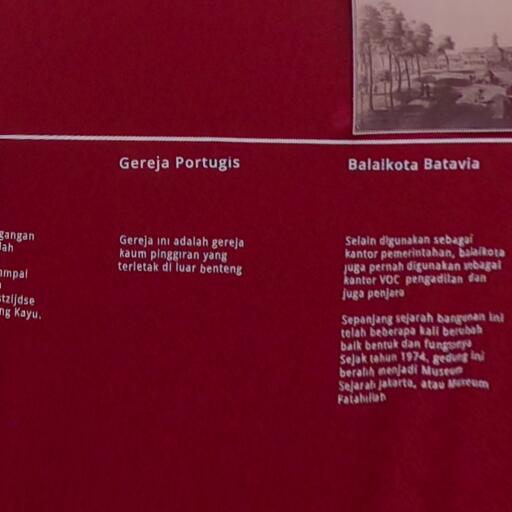 gangan
lah
mpai
stzijdse
ng Kayu.
Gereja Portugis
Gereja ini adalah gereja
kaum pinggiran yang
terletak di luar benteng
Balaikota Batavia
Selain digunakan sebagai
kantor pemerintahan, balaikota
juga pernah digunakan sebagai
kantor VOC pengadilan dan
juga penjara
Sepanjang sejarah bangunan ini
telah beberapa kali berubah
baik bentuk dan fungsinya
Sejak tahun 1974, gedung ini
beralih menjadi Museum
Sejarah Jakarta, atau Museum
Fatahillah